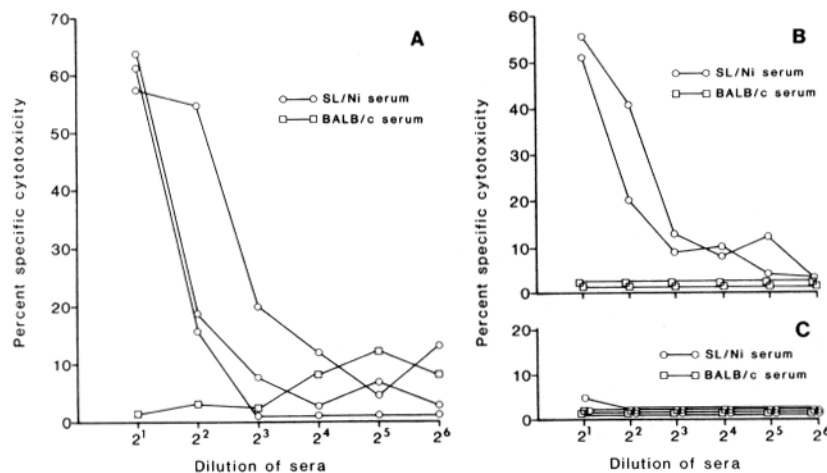 A
70
60
50
40
30
20
10
0
Percent specific cytotoxicity
SL/Ni serum
BALB/c serum
2¹ 2² 2³ 2⁴ 2⁵ 2⁶
Dilution of sera
B
60
50
40
30
20
10
0
Percent specific cytotoxicity
SL/Ni serum
BALB/c serum
C
20
10
0
SL/Ni serum
BALB/c serum
2¹ 2² 2³ 2⁴ 2⁵ 2⁶
Dilution of sera